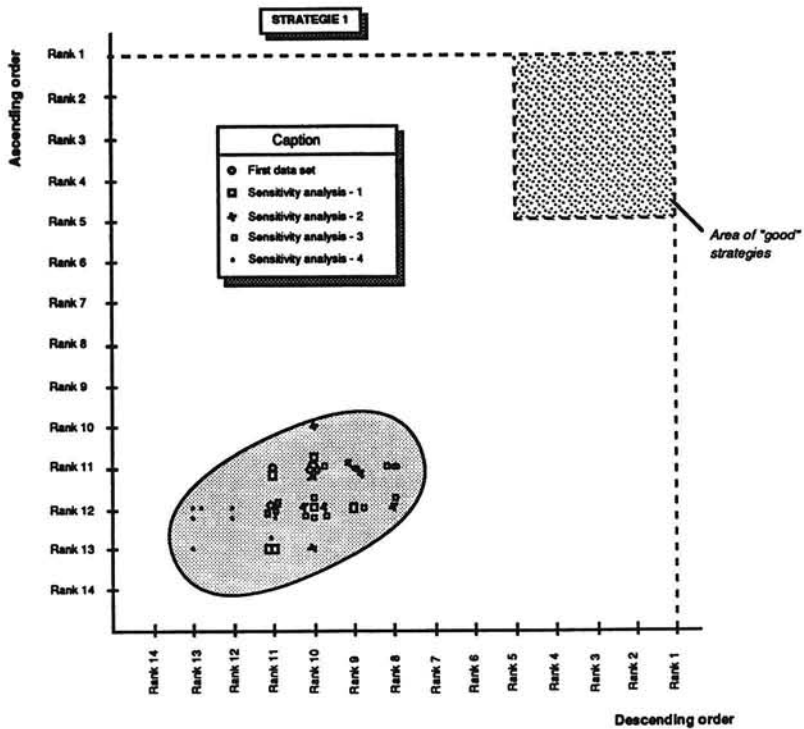 STRATEGIE 1
Ascending order
Rank 1
Rank 2
Rank 3
Rank 4
Rank 5
Rank 6
Rank 7
Rank 8
Rank 9
Rank 10
Rank 11
Rank 12
Rank 13
Rank 14
Caption
First data set
Sensitivity analysis - 1
Sensitivity analysis - 2
Sensitivity analysis - 3
Sensitivity analysis - 4
Area of "good"
strategies
Rank 14
Rank 13
Rank 12
Rank 11
Rank 10
Rank 9
Rank 8
Rank 7
Rank 6
Rank 5
Rank 4
Rank 3
Rank 2
Rank 1
Descending order